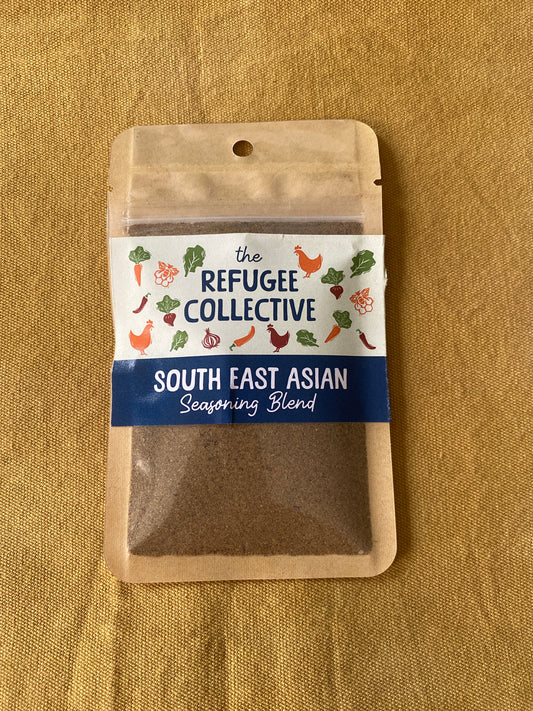 the
REFUGEE
COLLECTIVE
SOUTH EAST ASIAN
Seasoning Blend